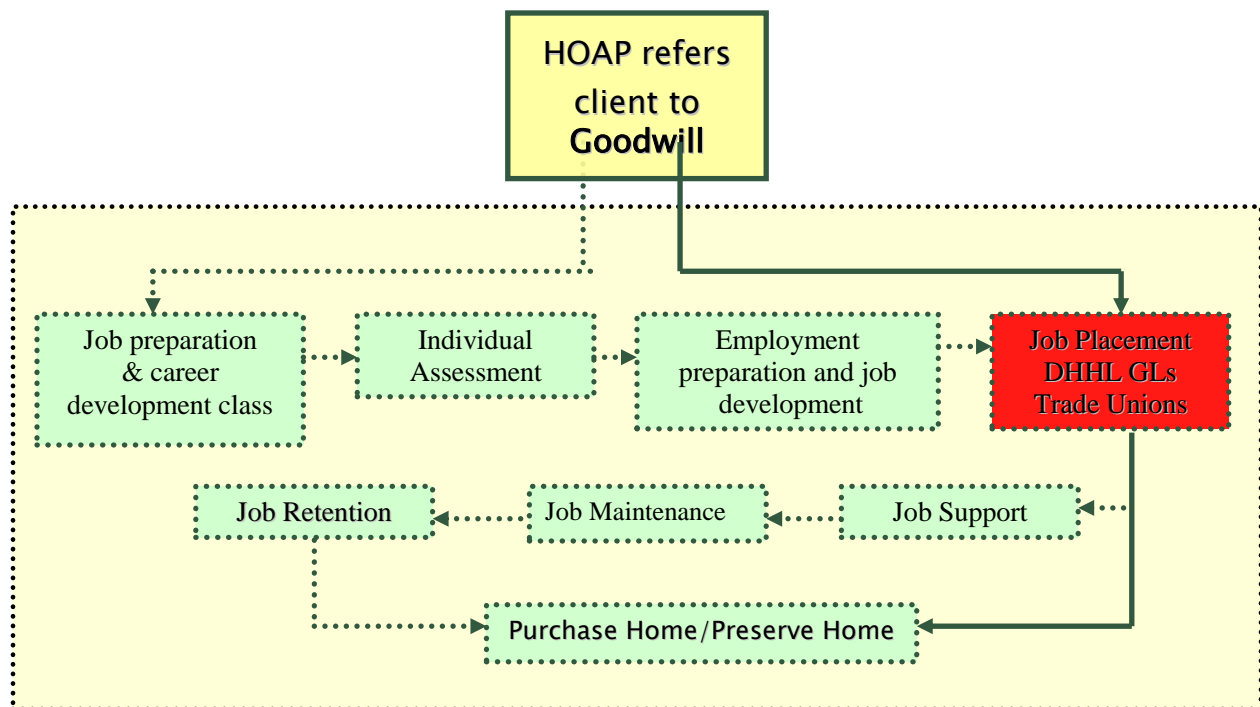 HOAP refers
client to
Goodwill
Job preparation
& career
development class
Individual
Assessment
Employment
preparation and job
development
Job Placement
DHHL GLs
Trade Unions
Job Retention
Job Maintenance
Job Support
Purchase Home/Preserve Home